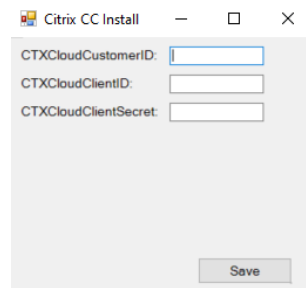 Citrix CC Install
CTXCloudCustomerID:
CTXCloudClientID:
CTXCloudClientSecret:
Save